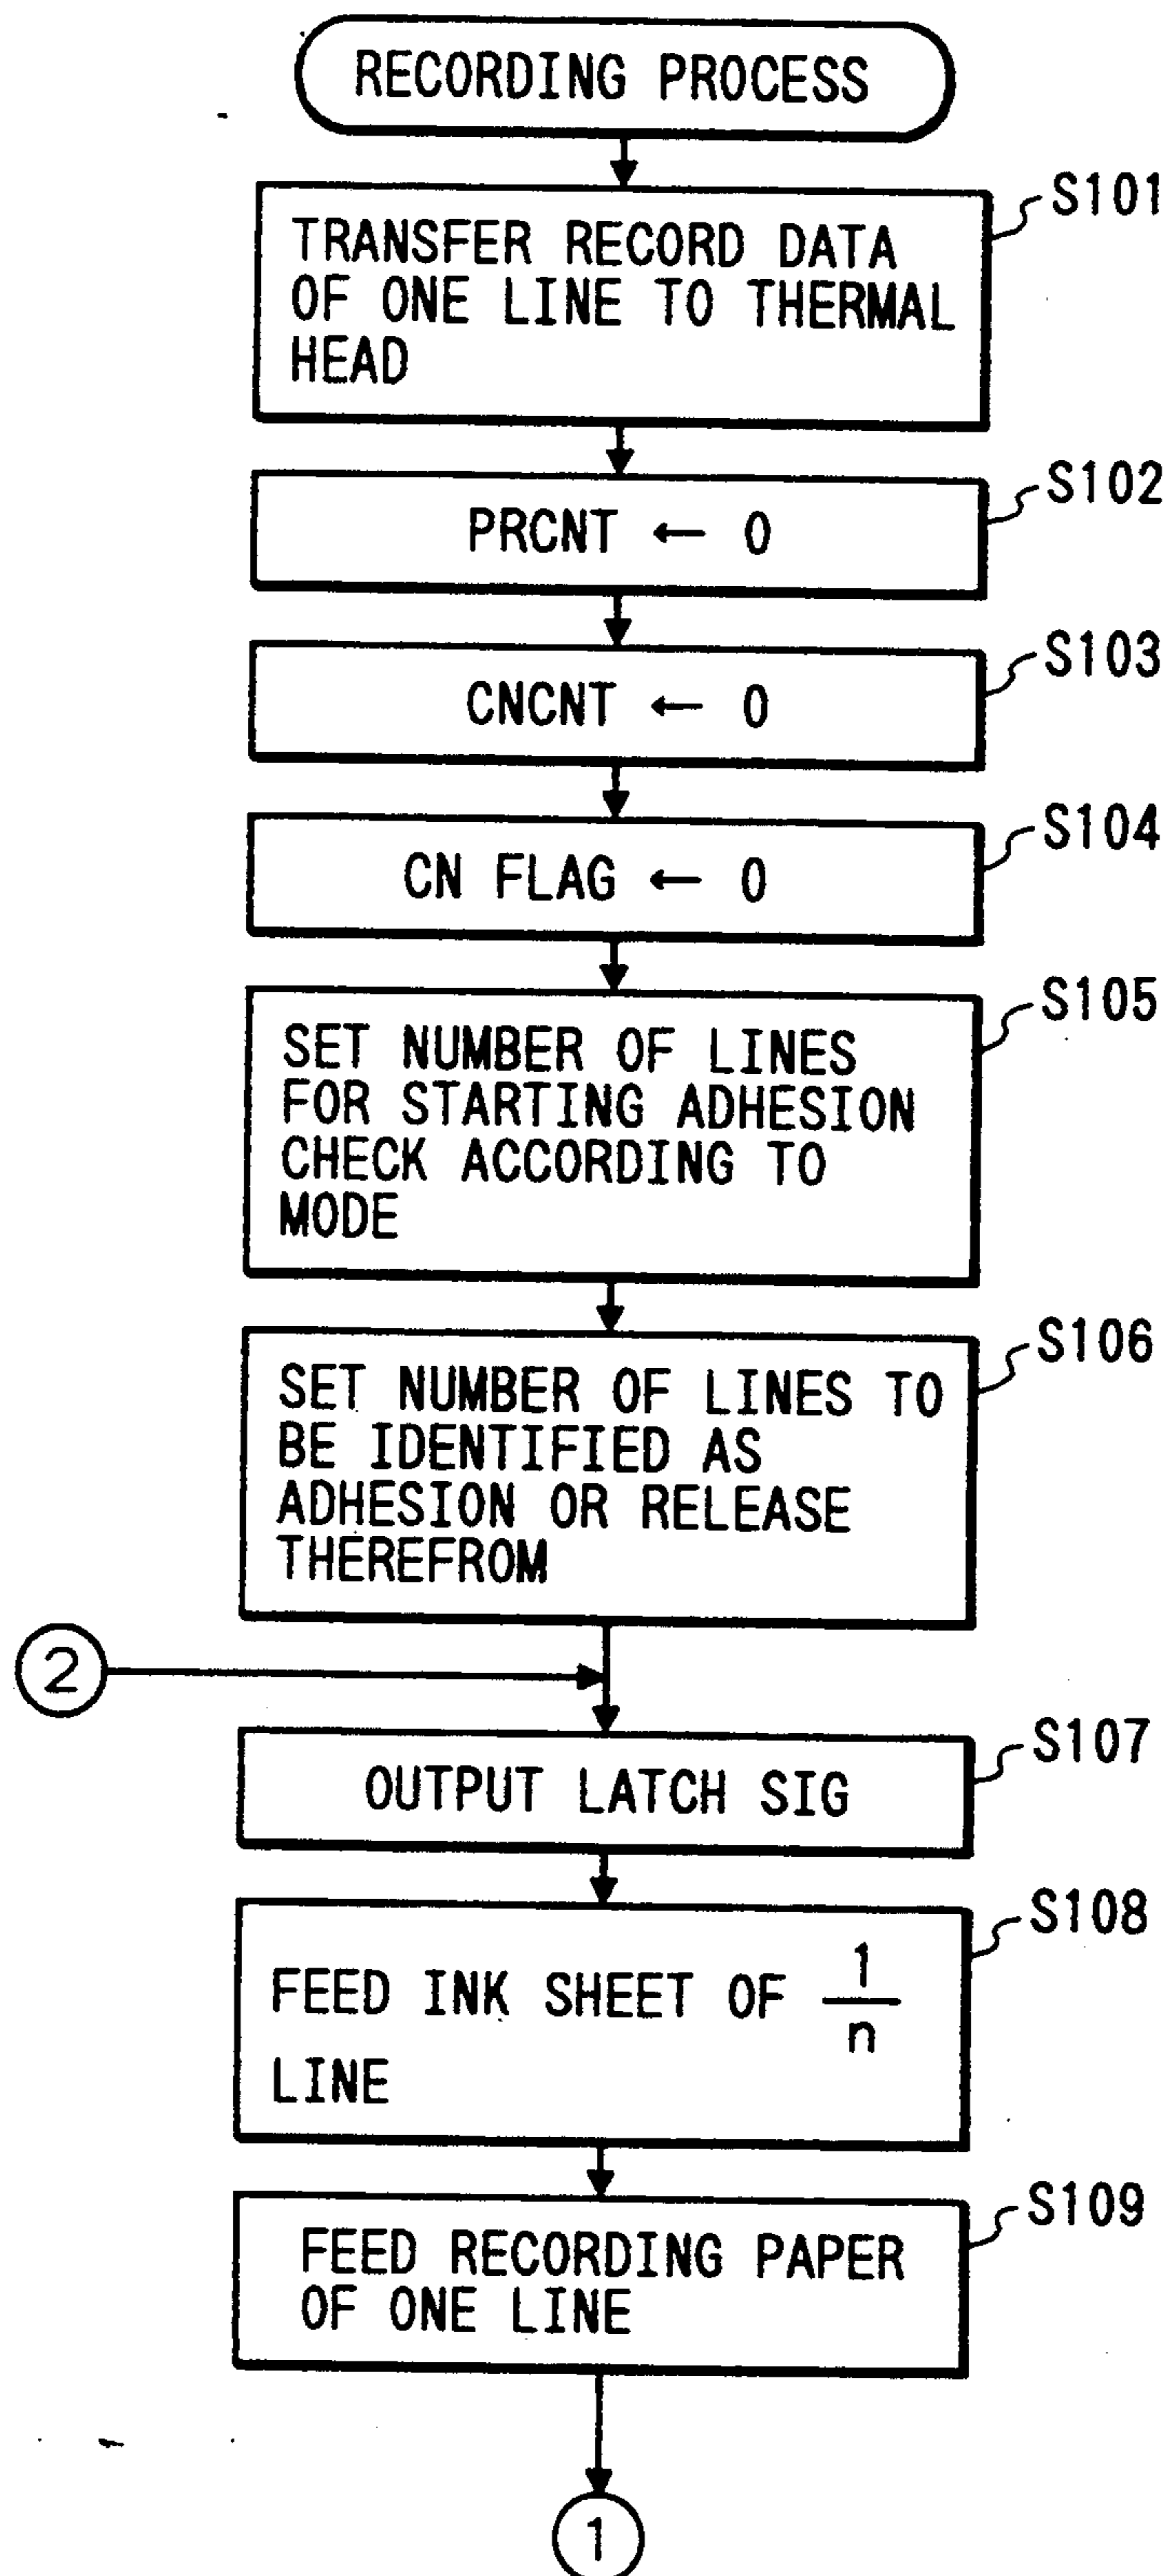 RECORDING PROCESS
S101
TRANSFER RECORD DATA
OF ONE LINE TO THERMAL
HEAD
S102
PRCNT ← 0
S103
CNCNT ← 0
S104
CN FLAG ← 0
S105
SET NUMBER OF LINES
FOR STARTING ADHESION
CHECK ACCORDING TO
MODE
S106
SET NUMBER OF LINES TO
BE IDENTIFIED AS
ADHESION OR RELEASE
THEREFROM
2
S107
OUTPUT LATCH SIG
S108
FEED INK SHEET OF 1/n
LINE
S109
FEED RECORDING PAPER
OF ONE LINE
1